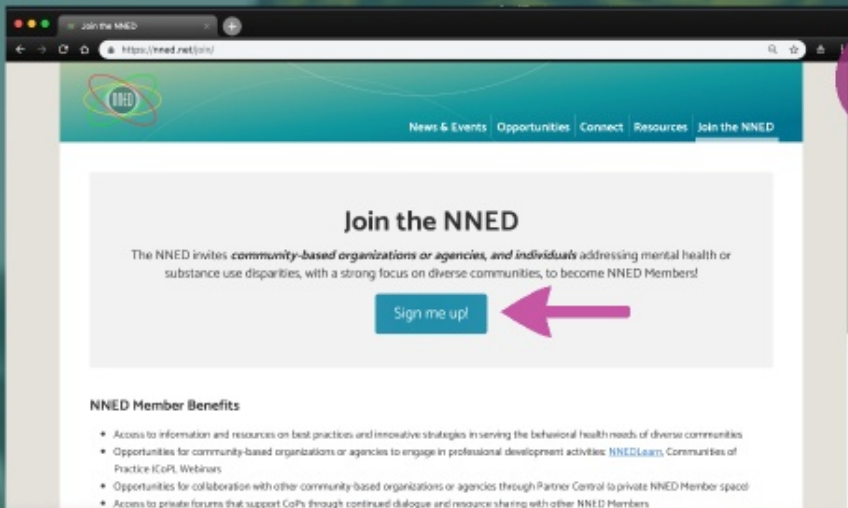 Join the NNED
https://nned.net/join/
NNED
News & Events Opportunities Connect Resources Join the NNED
Join the NNED
The NNED invites community-based organizations or agencies, and individuals addressing mental health or
substance use disparities, with a strong focus on diverse communities, to become NNED Members!
Sign me up!
NNED Member Benefits
Access to information and resources on best practices and innovative strategies in serving the behavioral health needs of diverse communities
Opportunities for community-based organizations or agencies to engage in professional development activities: NNEDLearn, Communities of
Practice (CoP), Webinars
Opportunities for collaboration with other community-based organizations or agencies through Partner Central (a private NNED Member space)
Access to private forums that support CoPs through continued dialogue and resource sharing with other NNED Members